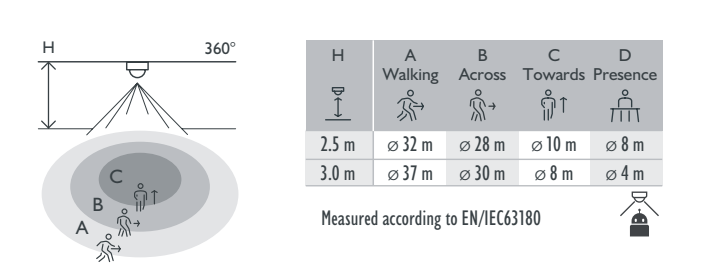 H 360°
C
B
A
H A B C D
Walking Across Towards Presence
2.5 m ⌀ 32 m ⌀ 28 m ⌀ 10 m ⌀ 8 m
3.0 m ⌀ 37 m ⌀ 30 m ⌀ 8 m ⌀ 4 m
Measured according to EN/IEC63180